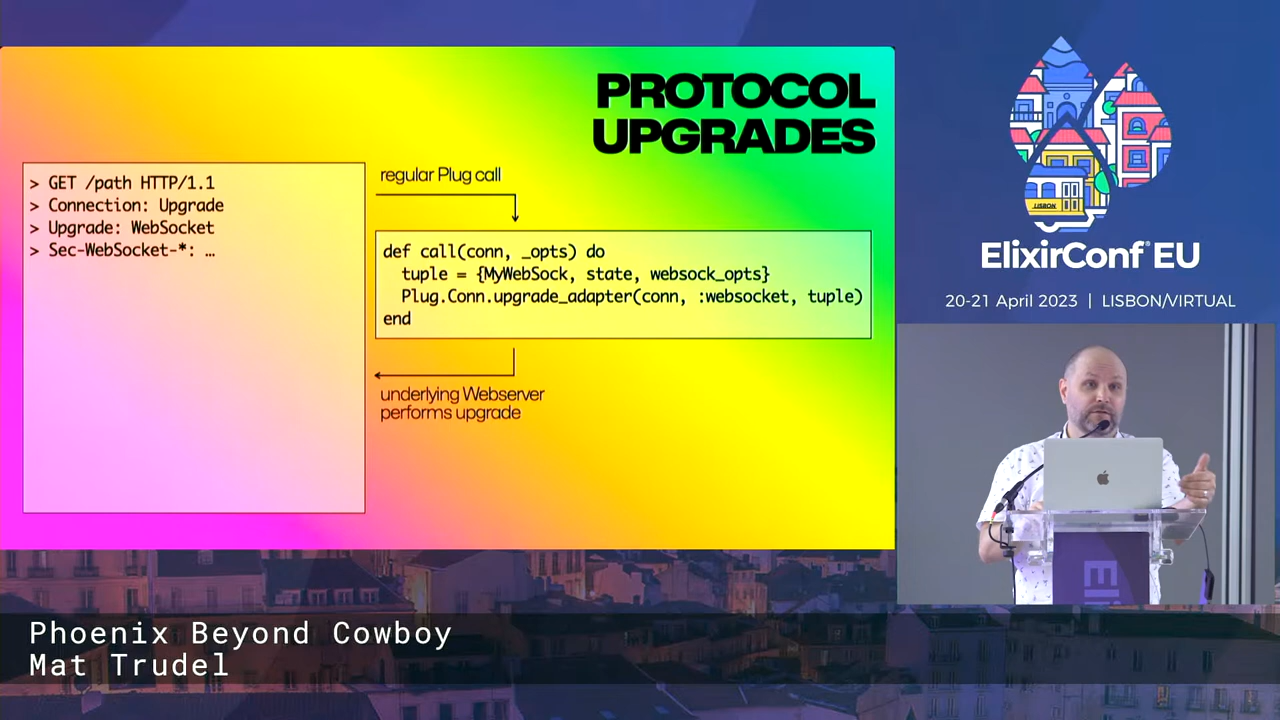 PROTOCOL
UPGRADES
> GET /path HTTP/1.1
> Connection: Upgrade
> Upgrade: WebSocket
> Sec-WebSocket-*: …
regular Plug call
def call(conn, _opts) do
tuple = {MyWebSock, state, websock_opts}
Plug.Conn.upgrade_adapter(conn, :websocket, tuple)
end
underlying Webserver
performs upgrade
LISBON
ElixirConf® EU
20-21 April 2023 | LISBON/VIRTUAL
Phoenix Beyond Cowboy
Mat Trudel